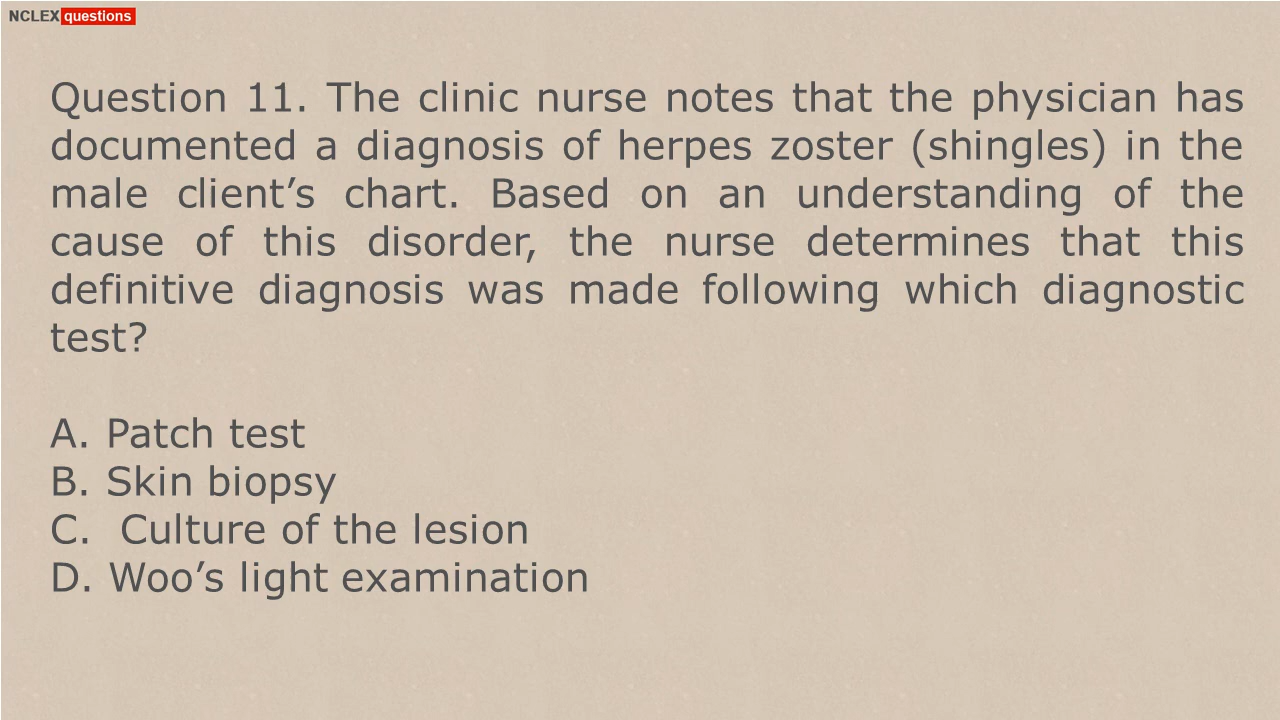 NCLEX questions
Question 11. The clinic nurse notes that the physician has
documented a diagnosis of herpes zoster (shingles) in the
male client’s chart. Based on an understanding of the
cause of this disorder, the nurse determines that this
definitive diagnosis was made following which diagnostic
test?
A. Patch test
B. Skin biopsy
C. Culture of the lesion
D. Woo’s light examination